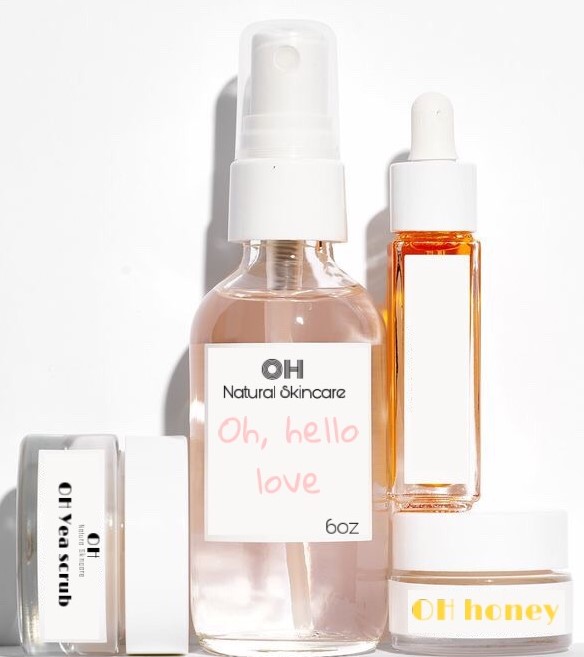 OH
Natural Skincare
Oh, hello
love
6oz
OH
Natural Skincare
OH Yea scrub
OH honey